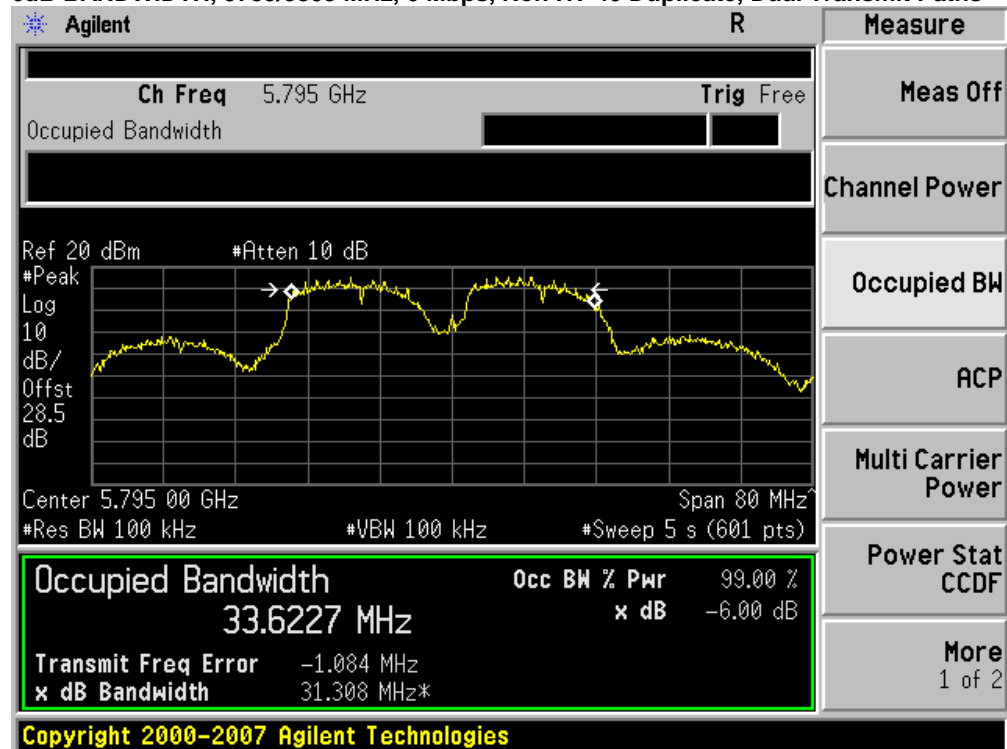 Agilent R Measure
Ch Freq 5.795 GHz Trig Free
Meas Off
Occupied Bandwidth
Channel Power
Ref 20 dBm #Atten 10 dB
#Peak
Log
10
dB/
Offst
28.5
dB
Occupied BW
ACP
Multi Carrier
Power
Center 5.795 00 GHz Span 80 MHz^
#Res BW 100 kHz #VBW 100 kHz #Sweep 5 s (601 pts)
Power Stat
CCDF
Occupied Bandwidth Occ BW % Pwr 99.00 %
33.6227 MHz x dB -6.00 dB
Transmit Freq Error -1.084 MHz
x dB Bandwidth 31.308 MHz*
More
1 of 2
Copyright 2000-2007 Agilent Technologies